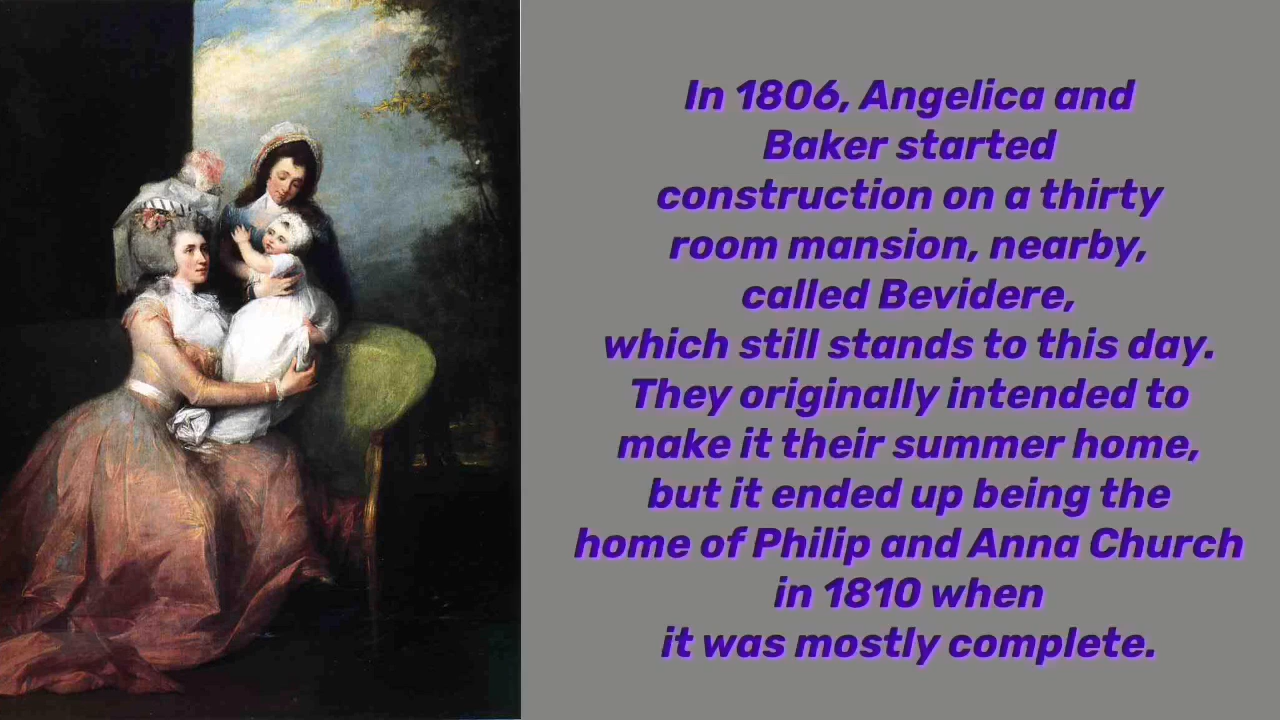 In 1806, Angelica and
Baker started
construction on a thirty
room mansion, nearby,
called Bevidere,
which still stands to this day.
They originally intended to
make it their summer home,
but it ended up being the
home of Philip and Anna Church
in 1810 when
it was mostly complete.